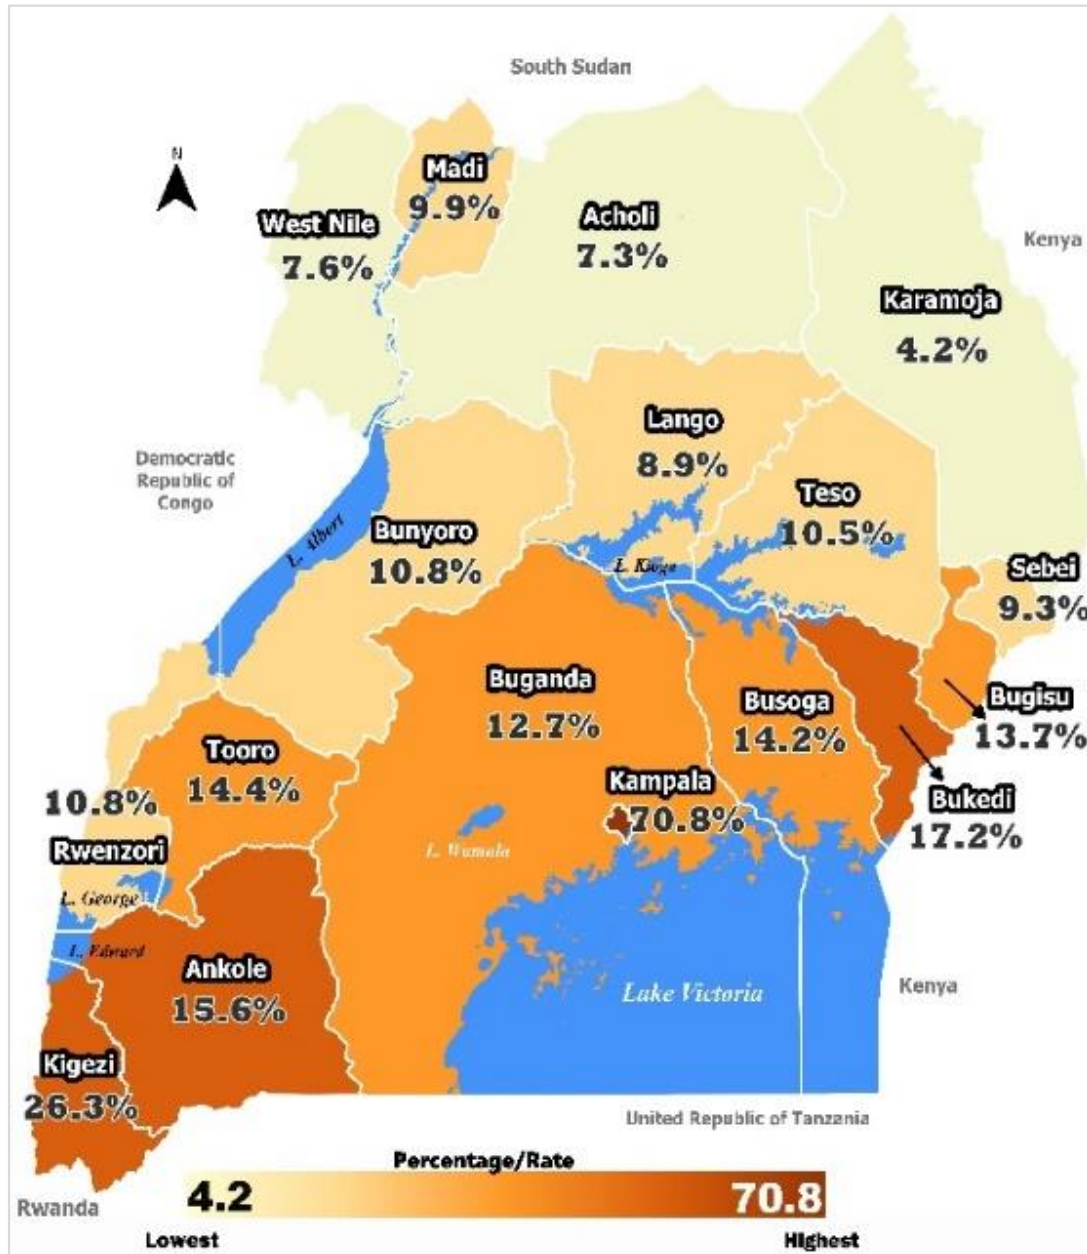 South Sudan
N
Madi
9.9%
West Nile
7.6%
Acholi
7.3%
Kenya
Karamoja
4.2%
Lango
8.9%
Democratic
Republic of
Congo
Teso
10.5%
L. Albert
Bunyoro
10.8%
L. Kioga
Sebei
9.3%
Buganda
12.7%
Busoga
14.2%
Bugisu
13.7%
Tooro
14.4%
Kampala
70.8%
Bukedi
17.2%
10.8%
Rwenzori
L. Wamala
L. George
L. Edward
Ankole
15.6%
Lake Victoria
Kenya
Kigezi
26.3%
United Republic of Tanzania
Percentage/Rate
4.2
70.8
Rwanda
Lowest
Highest